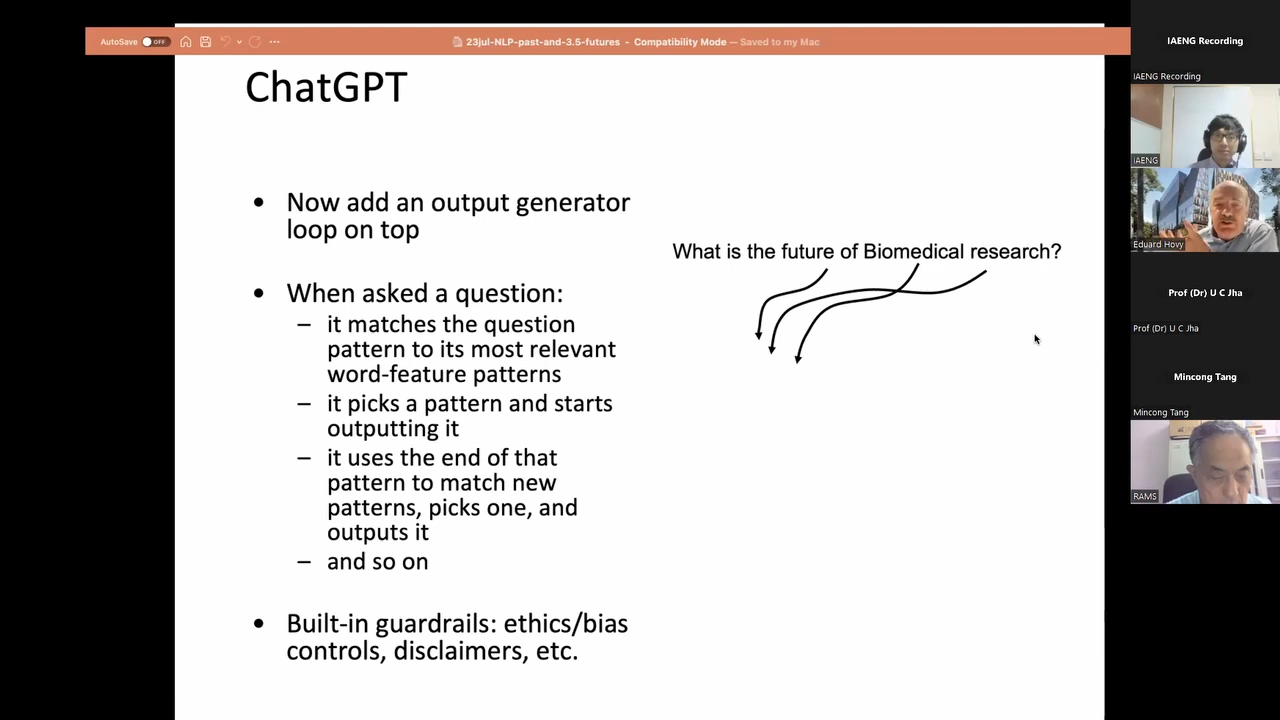 AutoSave OFF
23jul-NLP-past-and-3.5-futures - Compatibility Mode — Saved to my Mac
ChatGPT
• Now add an output generator
loop on top
• When asked a question:
– it matches the question
pattern to its most relevant
word-feature patterns
– it picks a pattern and starts
outputting it
– it uses the end of that
pattern to match new
patterns, picks one, and
outputs it
– and so on
• Built-in guardrails: ethics/bias
controls, disclaimers, etc.
What is the future of Biomedical research?
IAENG Recording
IAENG Recording
IAENG
Eduard Hovy
Prof (Dr) U C Jha
Prof (Dr) U C Jha
Mincong Tang
Mincong Tang
RAMS